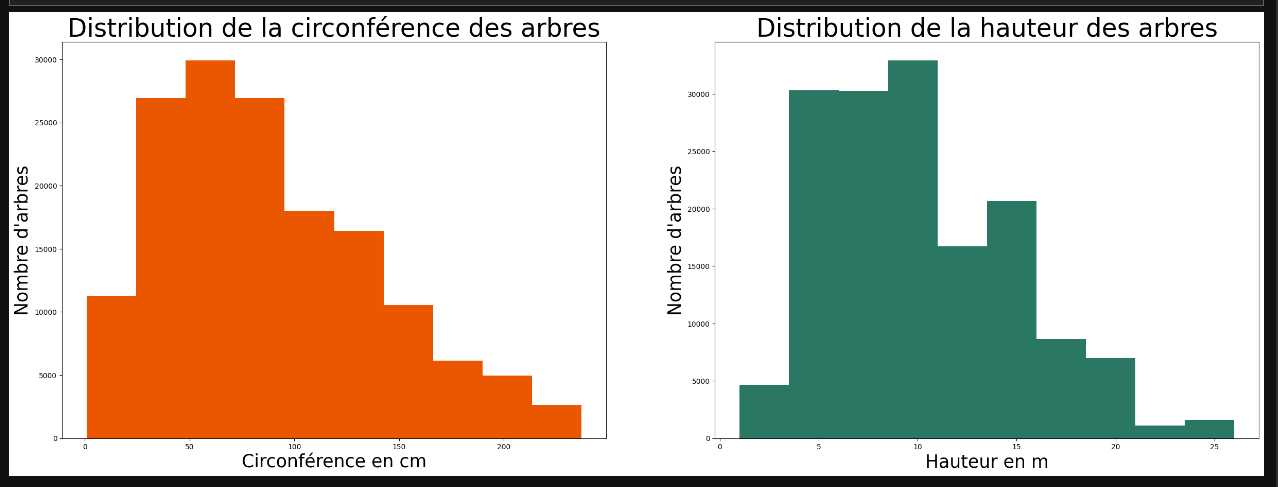 Distribution de la circonférence des arbres
30000
25000
20000
15000
10000
5000
0
Nombre d'arbres
0 50 100 150 200
Circonférence en cm
Distribution de la hauteur des arbres
30000
25000
20000
15000
10000
5000
0
Nombre d'arbres
0 5 10 15 20 25
Hauteur en m